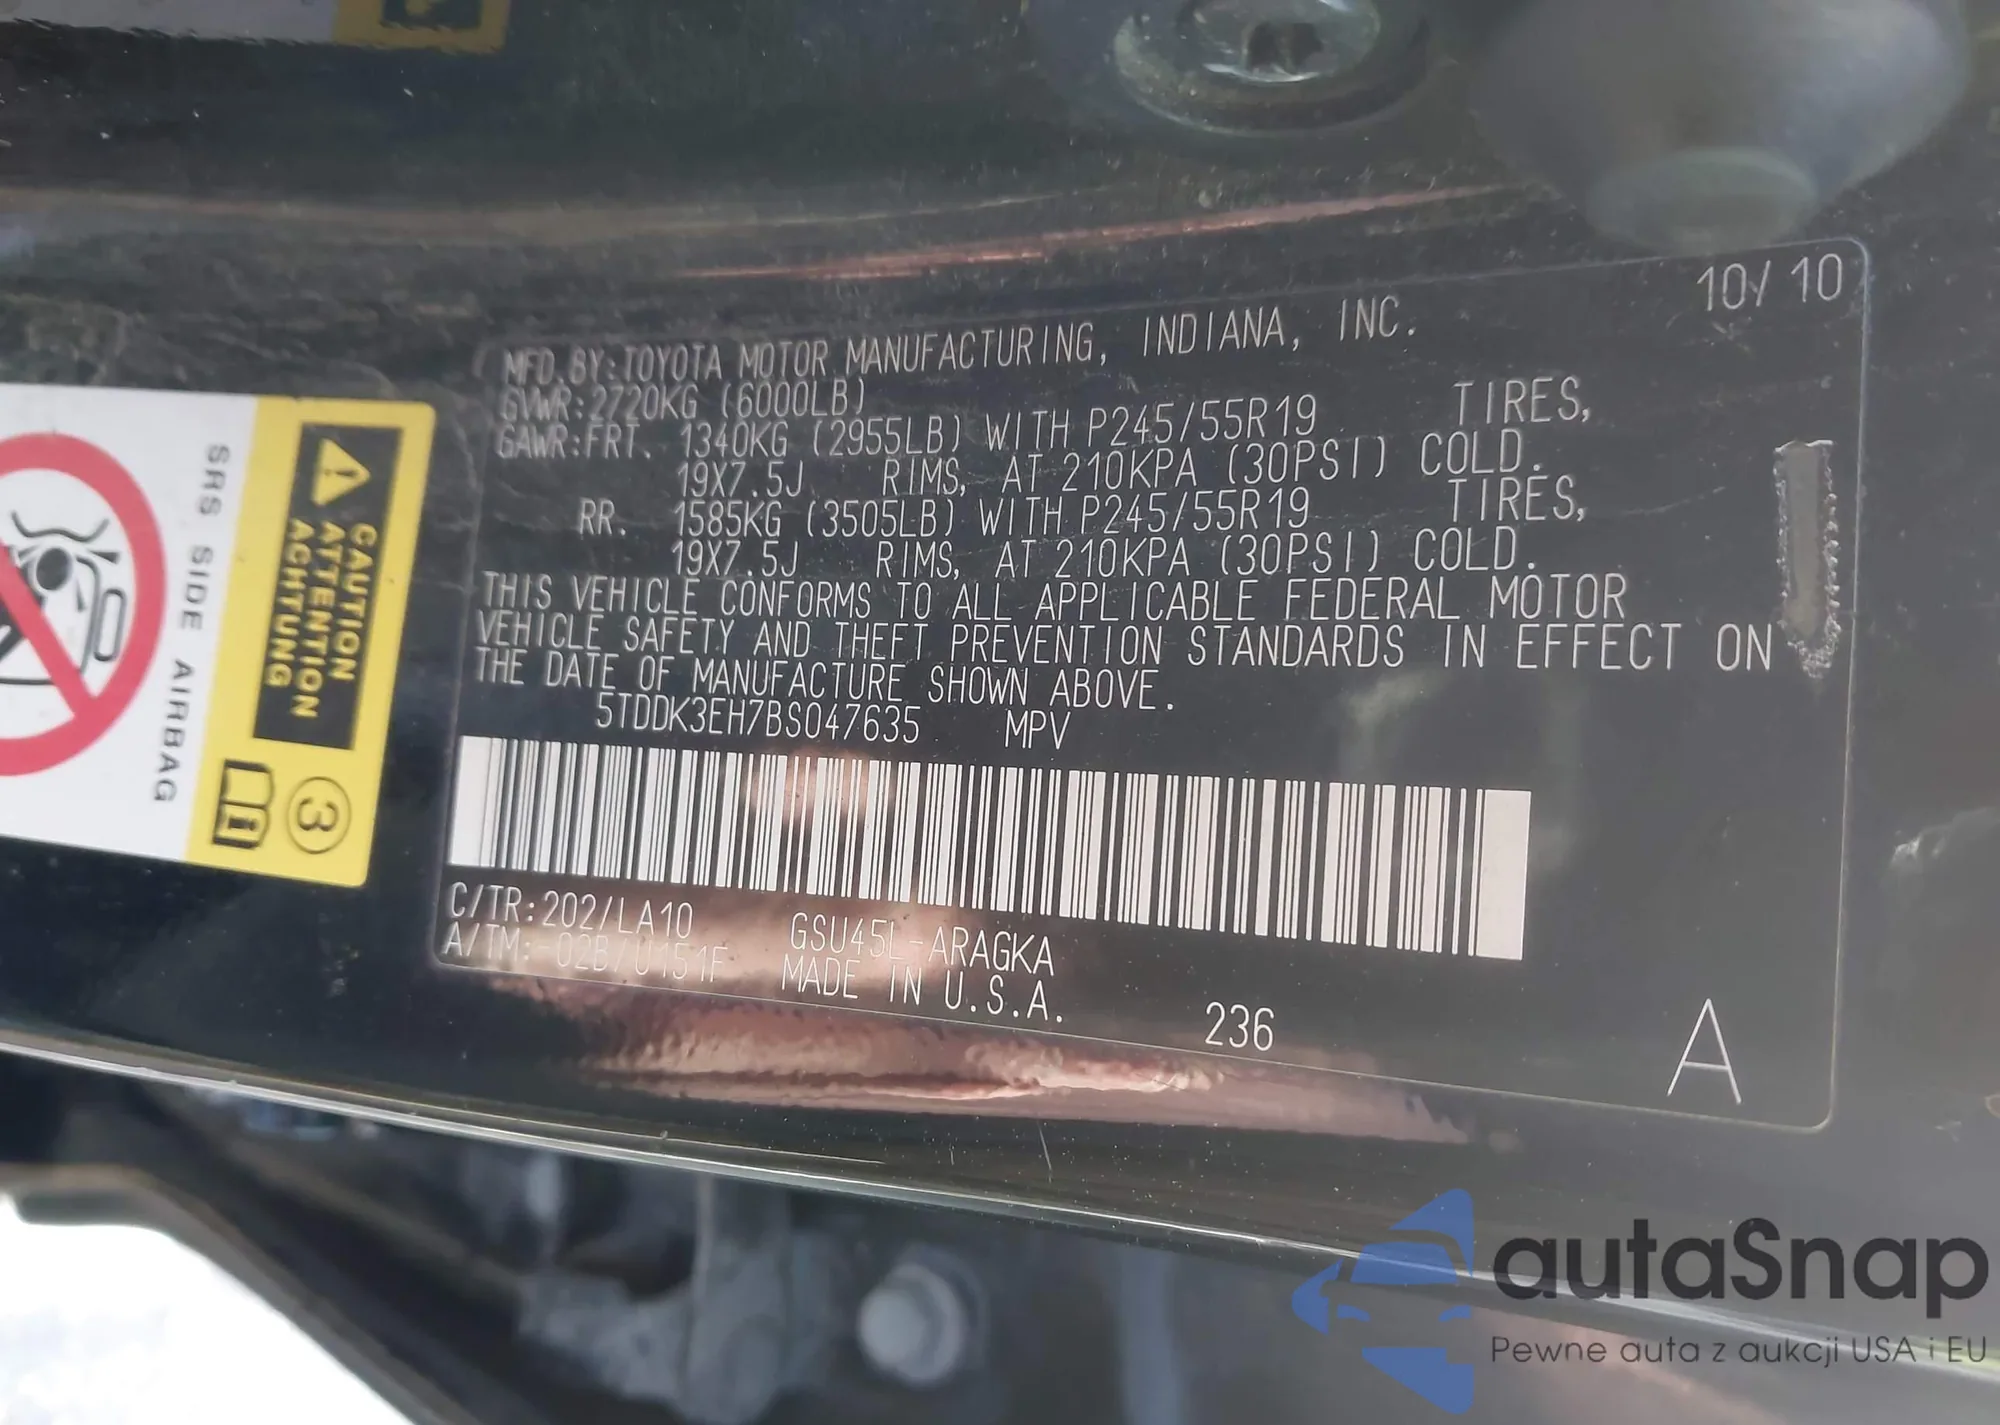 10/ 10
MFD. BY: TOYOTA MOTOR MANUFACTURING, INDIANA, INC.
GVWR: 2720KG (6000LB)
GAWR: FRT. 1340KG (2955LB) WITH P245/55R19 TIRES,
19X7.5J RIMS, AT 210KPA (30PSI) COLD.
RR. 1585KG (3505LB) WITH P245/55R19 TIRES,
19X7.5J RIMS, AT 210KPA (30PSI) COLD.
THIS VEHICLE CONFORMS TO ALL APPLICABLE FEDERAL MOTOR
VEHICLE SAFETY AND THEFT PREVENTION STANDARDS IN EFFECT ON
THE DATE OF MANUFACTURE SHOWN ABOVE.
5TDDK3EH7BS047635 MPV
C/TR: 202/LA10 GSU45L-ARAGKA
A/TM: -02B/U151F MADE IN U.S.A.
236
A
CAUTION
ATTENTION
ACHTUNG
3
SRS SIDE AIRBAG
autaSnap
Pewne auta z aukcji USA i EU